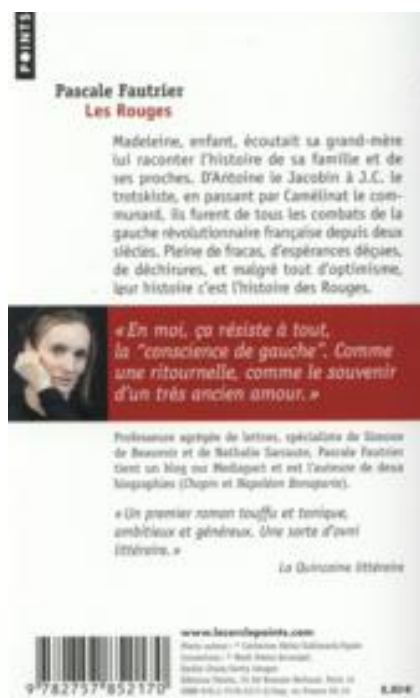 POINTS
Pascale Fautrier
Les Rouges
Madeleine, enfant, écoutait sa grand-mère
lui raconter l'histoire de sa famille et de
ses proches. D'Antoine le Jacobin à J.C. le
trotskiste, en passant par Camélinat le com-
munard, ils furent de tous les combats de la
gauche révolutionnaire française depuis deux
siècles. Pleine de fracas, d'espérances déçues,
de déchirures, et malgré tout d'optimisme,
leur histoire c'est l'histoire des Rouges.
« En moi, ça résiste à tout,
la "conscience de gauche". Comme
une ritournelle, comme le souvenir
d'un très ancien amour. »
Professeure agrégée de lettres, spécialiste de Simone
de Beauvoir et de Nathalie Sarraute, Pascale Fautrier
tient un blog sur Mediapart et est l'auteure de deux
biographies (Chopin et Napoléon Bonaparte).
« Un premier roman touffu et tonique,
ambitieux et généreux. Une sorte d'ovni
littéraire. »
La Quinzaine littéraire
www.lecerclepoints.com
9 782757 852170